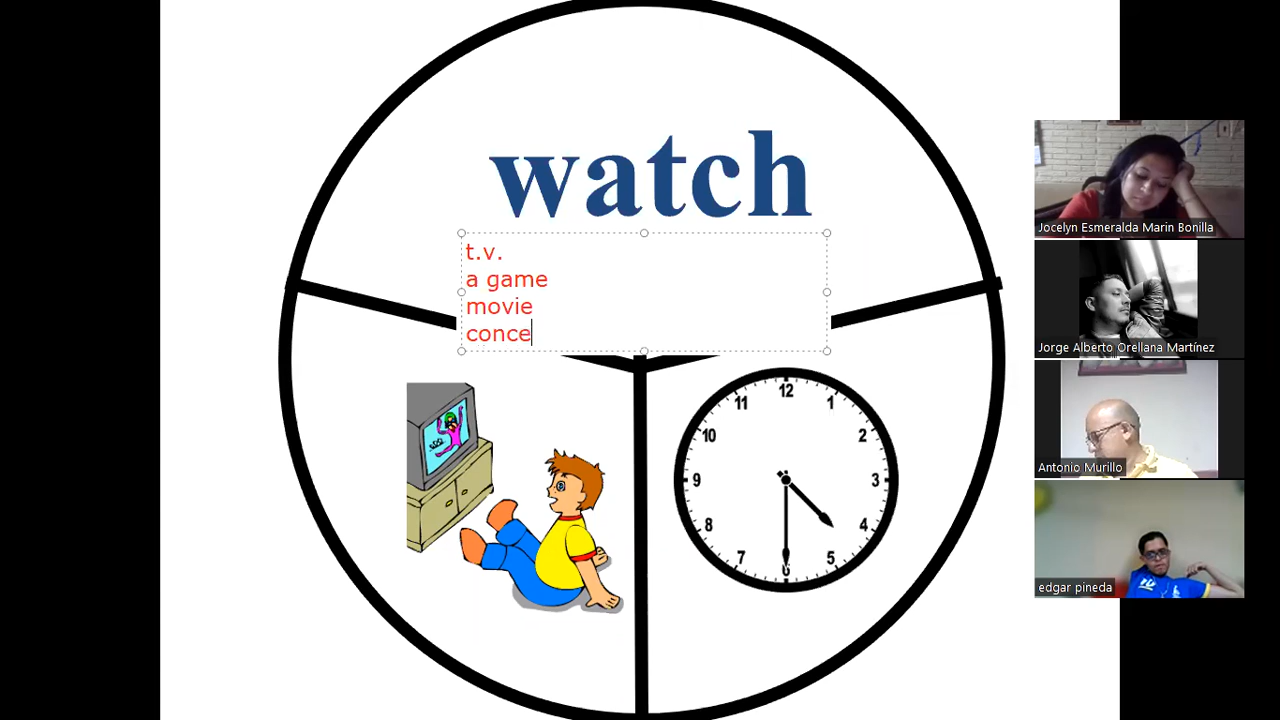 watch
t.v.
a game
movie
conce
12
11
1
10
2
9
3
8
4
7
5
6
Jocelyn Esmeralda Marin Bonilla
Jorge Alberto Orellana Martínez
Antonio Murillo
edgar pineda